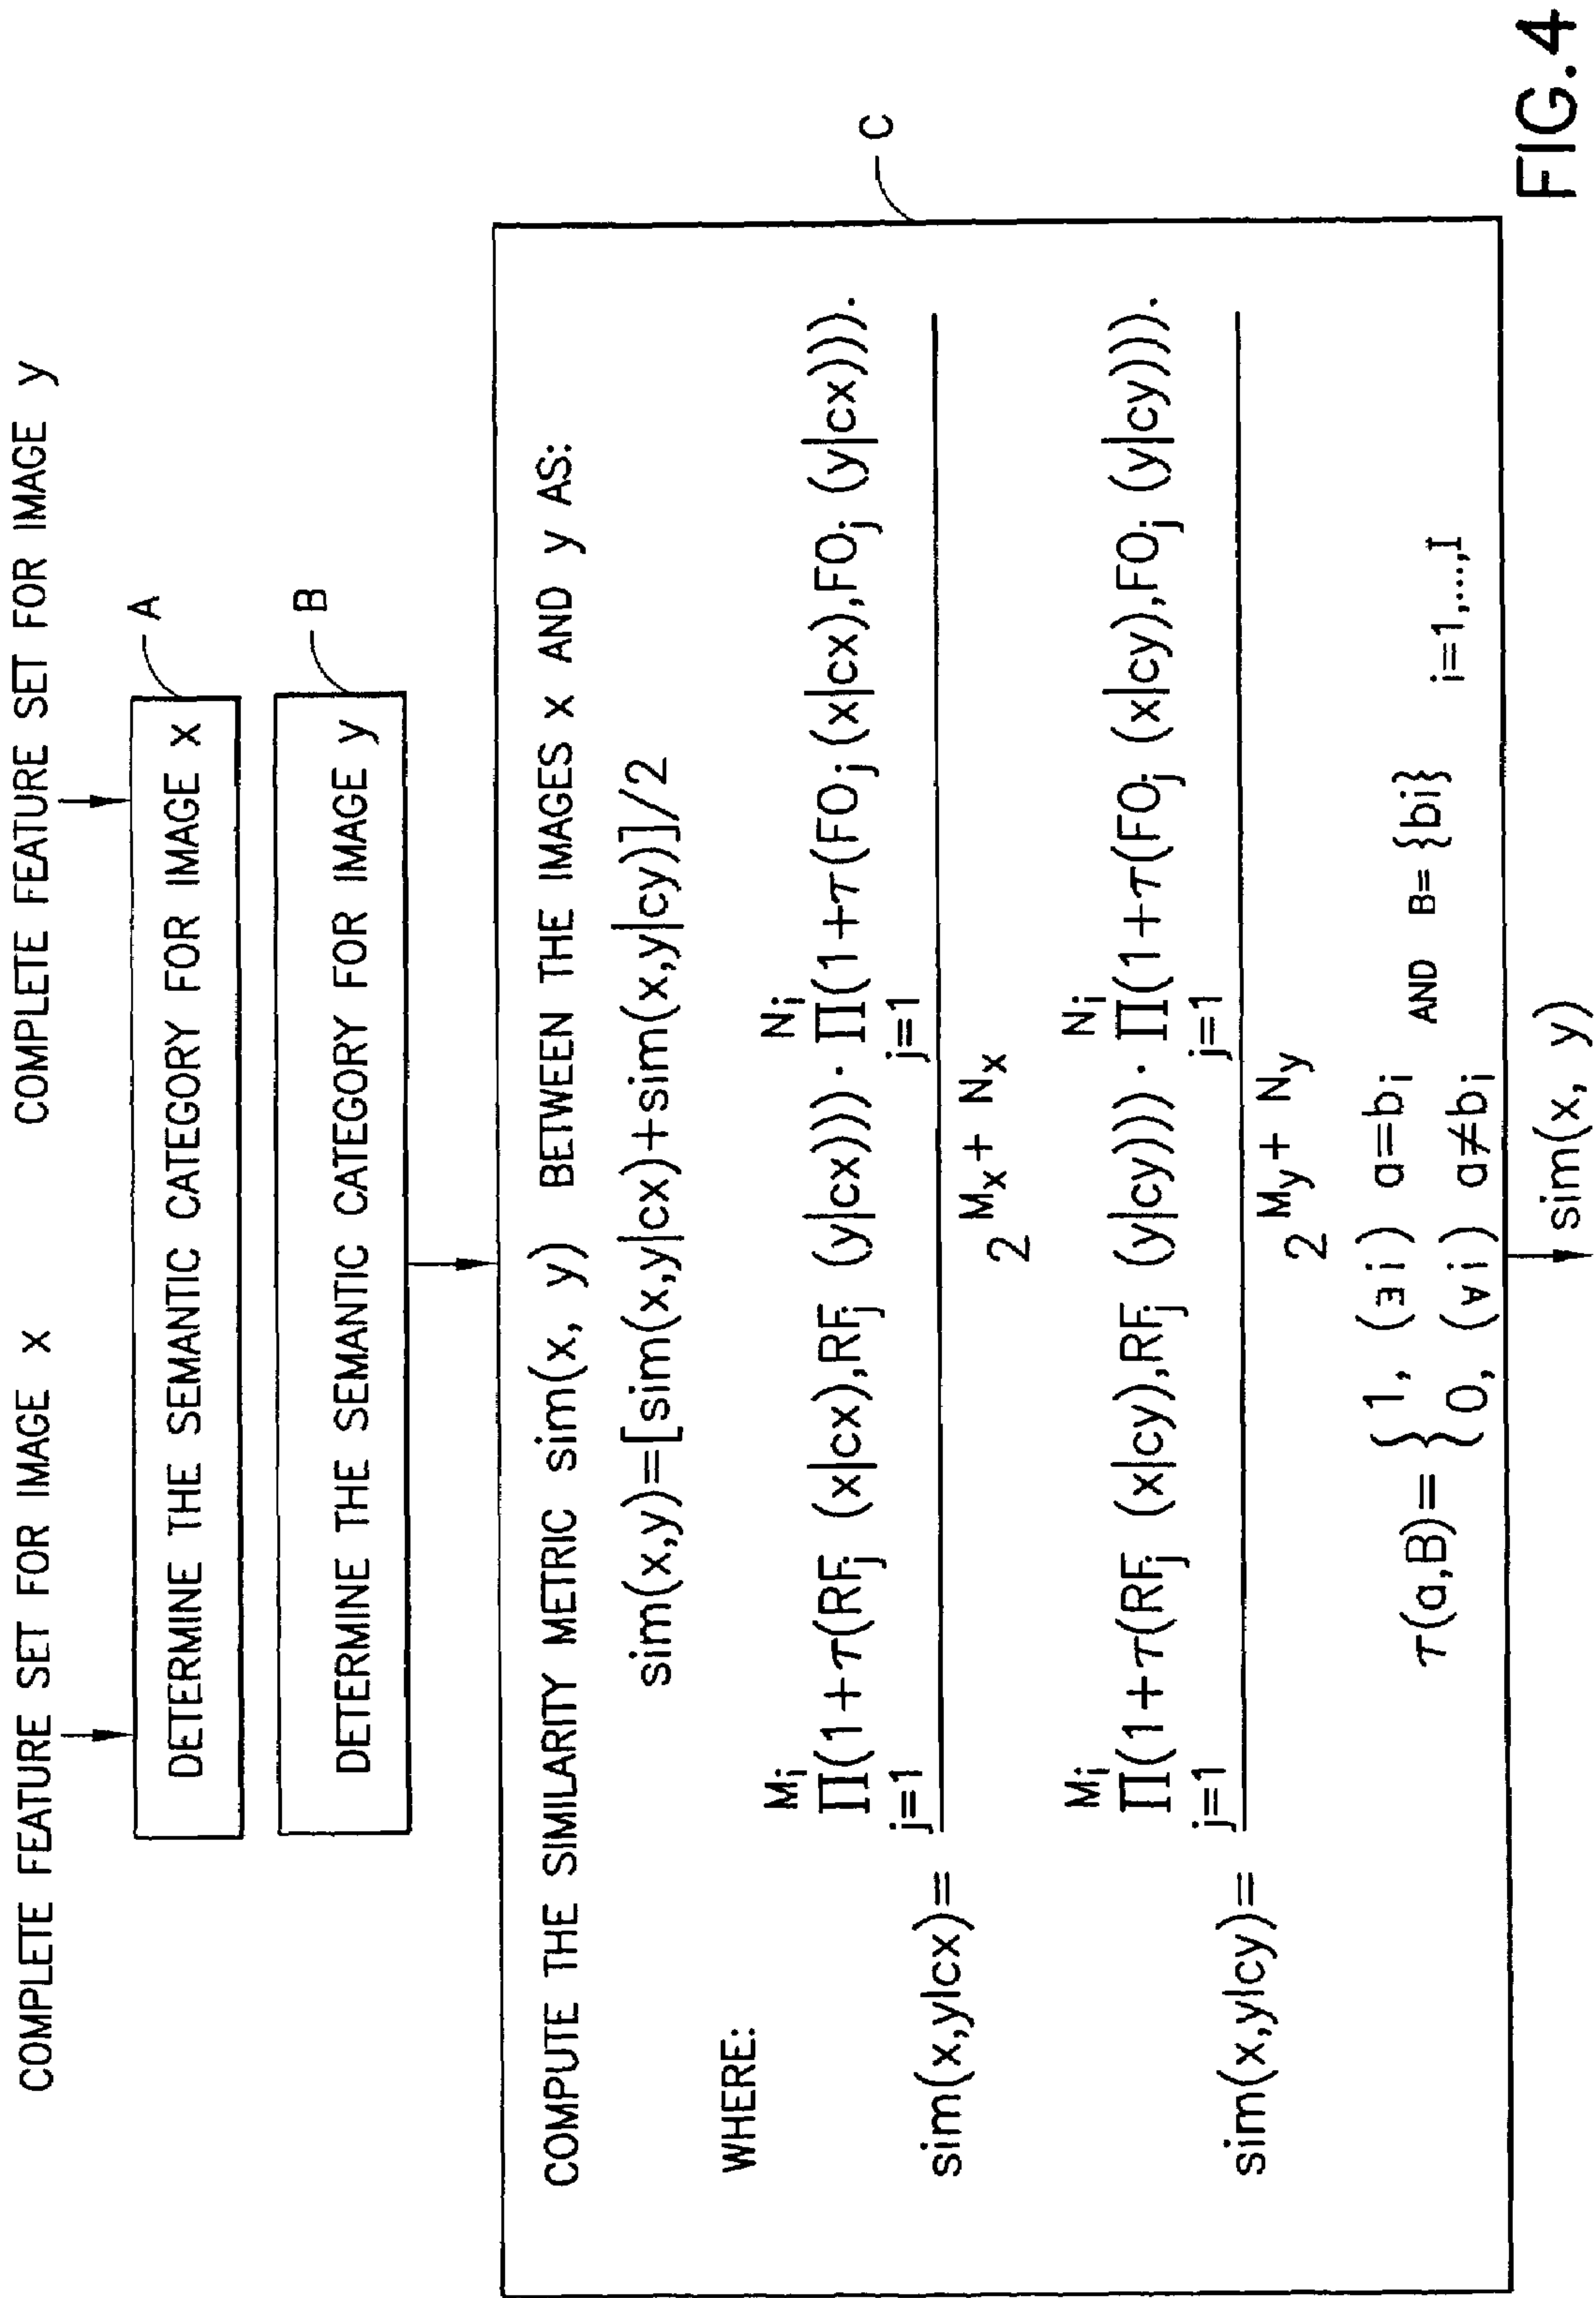 COMPLETE FEATURE SET FOR IMAGE x
COMPLETE FEATURE SET FOR IMAGE y
DETERMINE THE SEMANTIC CATEGORY FOR IMAGE x
A
DETERMINE THE SEMANTIC CATEGORY FOR IMAGE y
B
C
COMPUTE THE SIMILARITY METRIC sim(x, y) BETWEEN THE IMAGES x AND y AS:
sim(x,y)=[sim(x,y|cx)+sim(x,y|cy)]/2
WHERE:
Mi Ni
∏(1+τ(RFj (x|cx),RFj (y|cx)))·∏(1+τ(FOj (x|cx),FOj (y|cx)))).
j=1 j=1
sim(x,y|cx)=
2 Mx+ Nx
Mi Ni
∏(1+τ(RFj (x|cy),RFj (y|cy)))·∏(1+τ(FOj (x|cy),FOj (y|cy)))).
j=1 j=1
sim(x,y|cy)=
2 My+ Ny
τ(a,B)={ 1, (∃i) a=bi
0, (∀i) a≠bi
AND B={bi} i=1,...,I
sim(x, y)
FIG.4